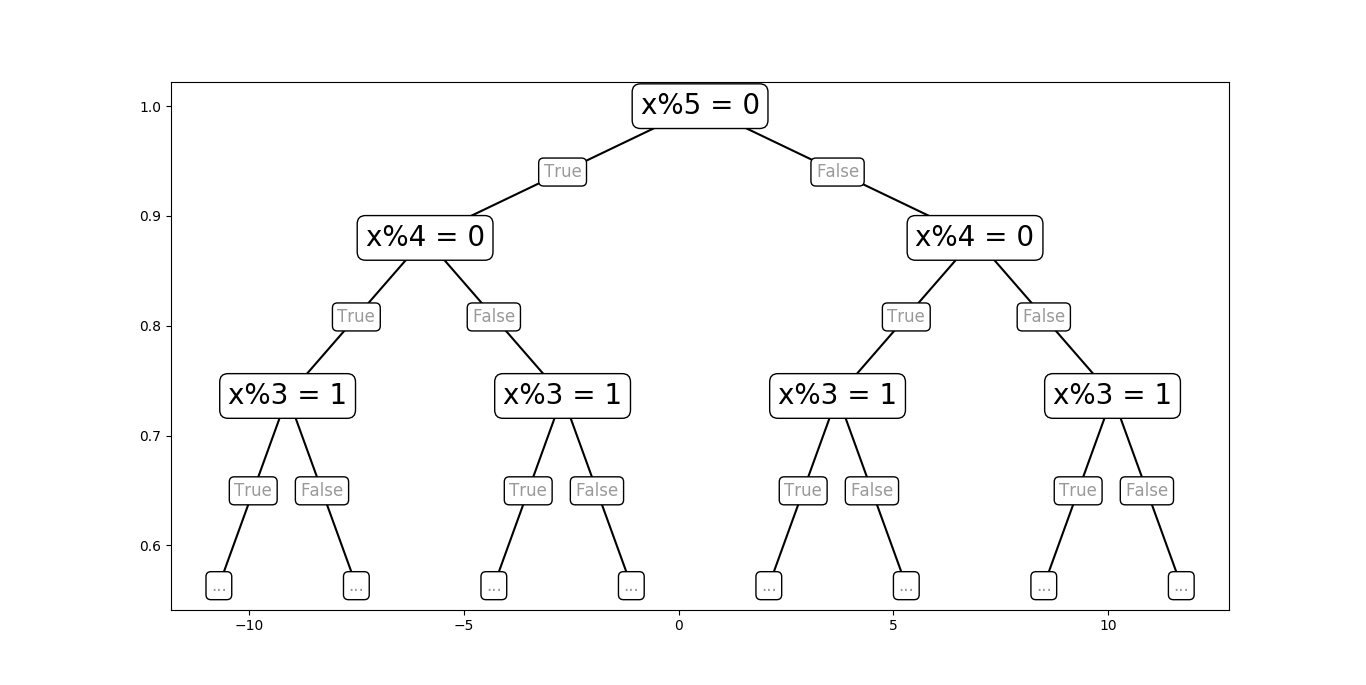 1.0
x%5 = 0
True
False
0.9
x%4 = 0
x%4 = 0
0.8
True
False
True
False
x%3 = 1
x%3 = 1
x%3 = 1
x%3 = 1
0.7
True
False
True
False
True
False
True
False
0.6
...
...
...
...
...
...
...
...
−10
−5
0
5
10